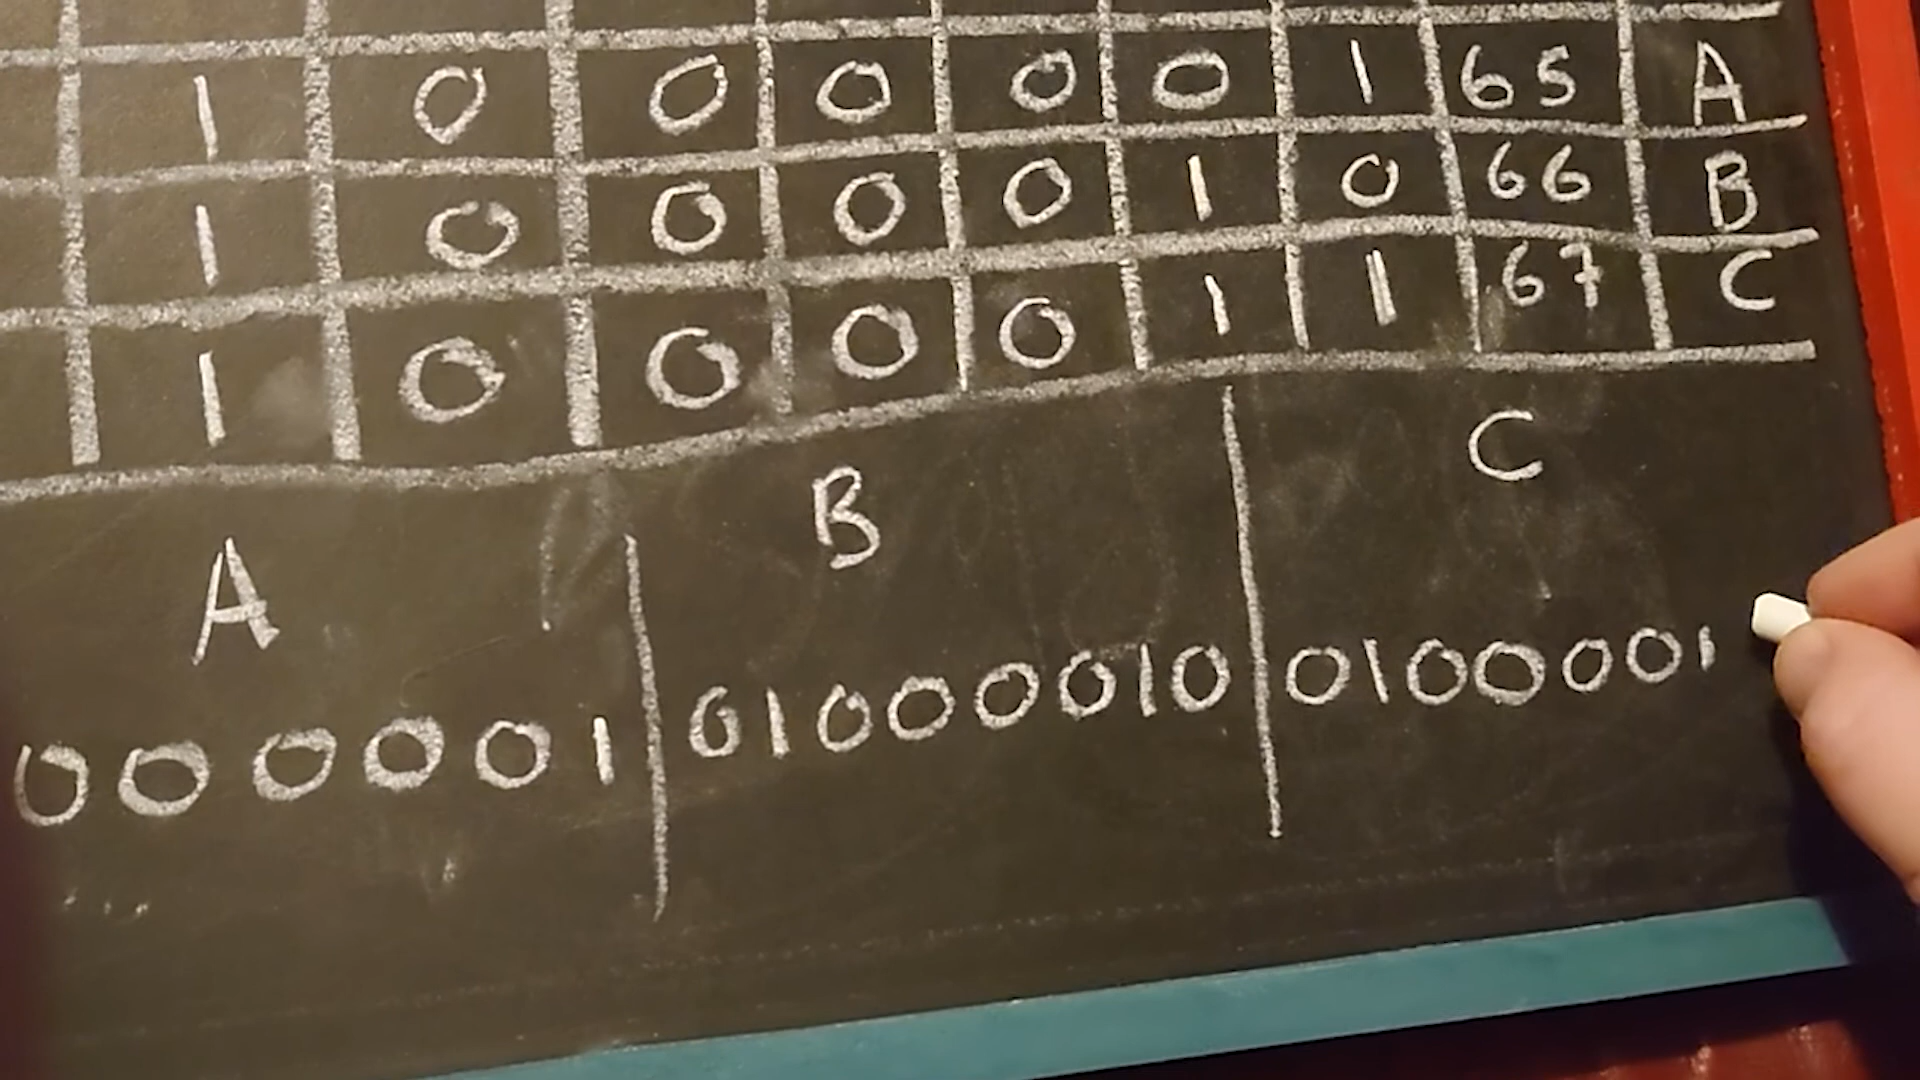 1 0 0 0 0 0 1 65 A
1 0 0 0 0 1 0 66 B
1 0 0 0 0 1 1 67 C
A B C
000001 01000010 0100001